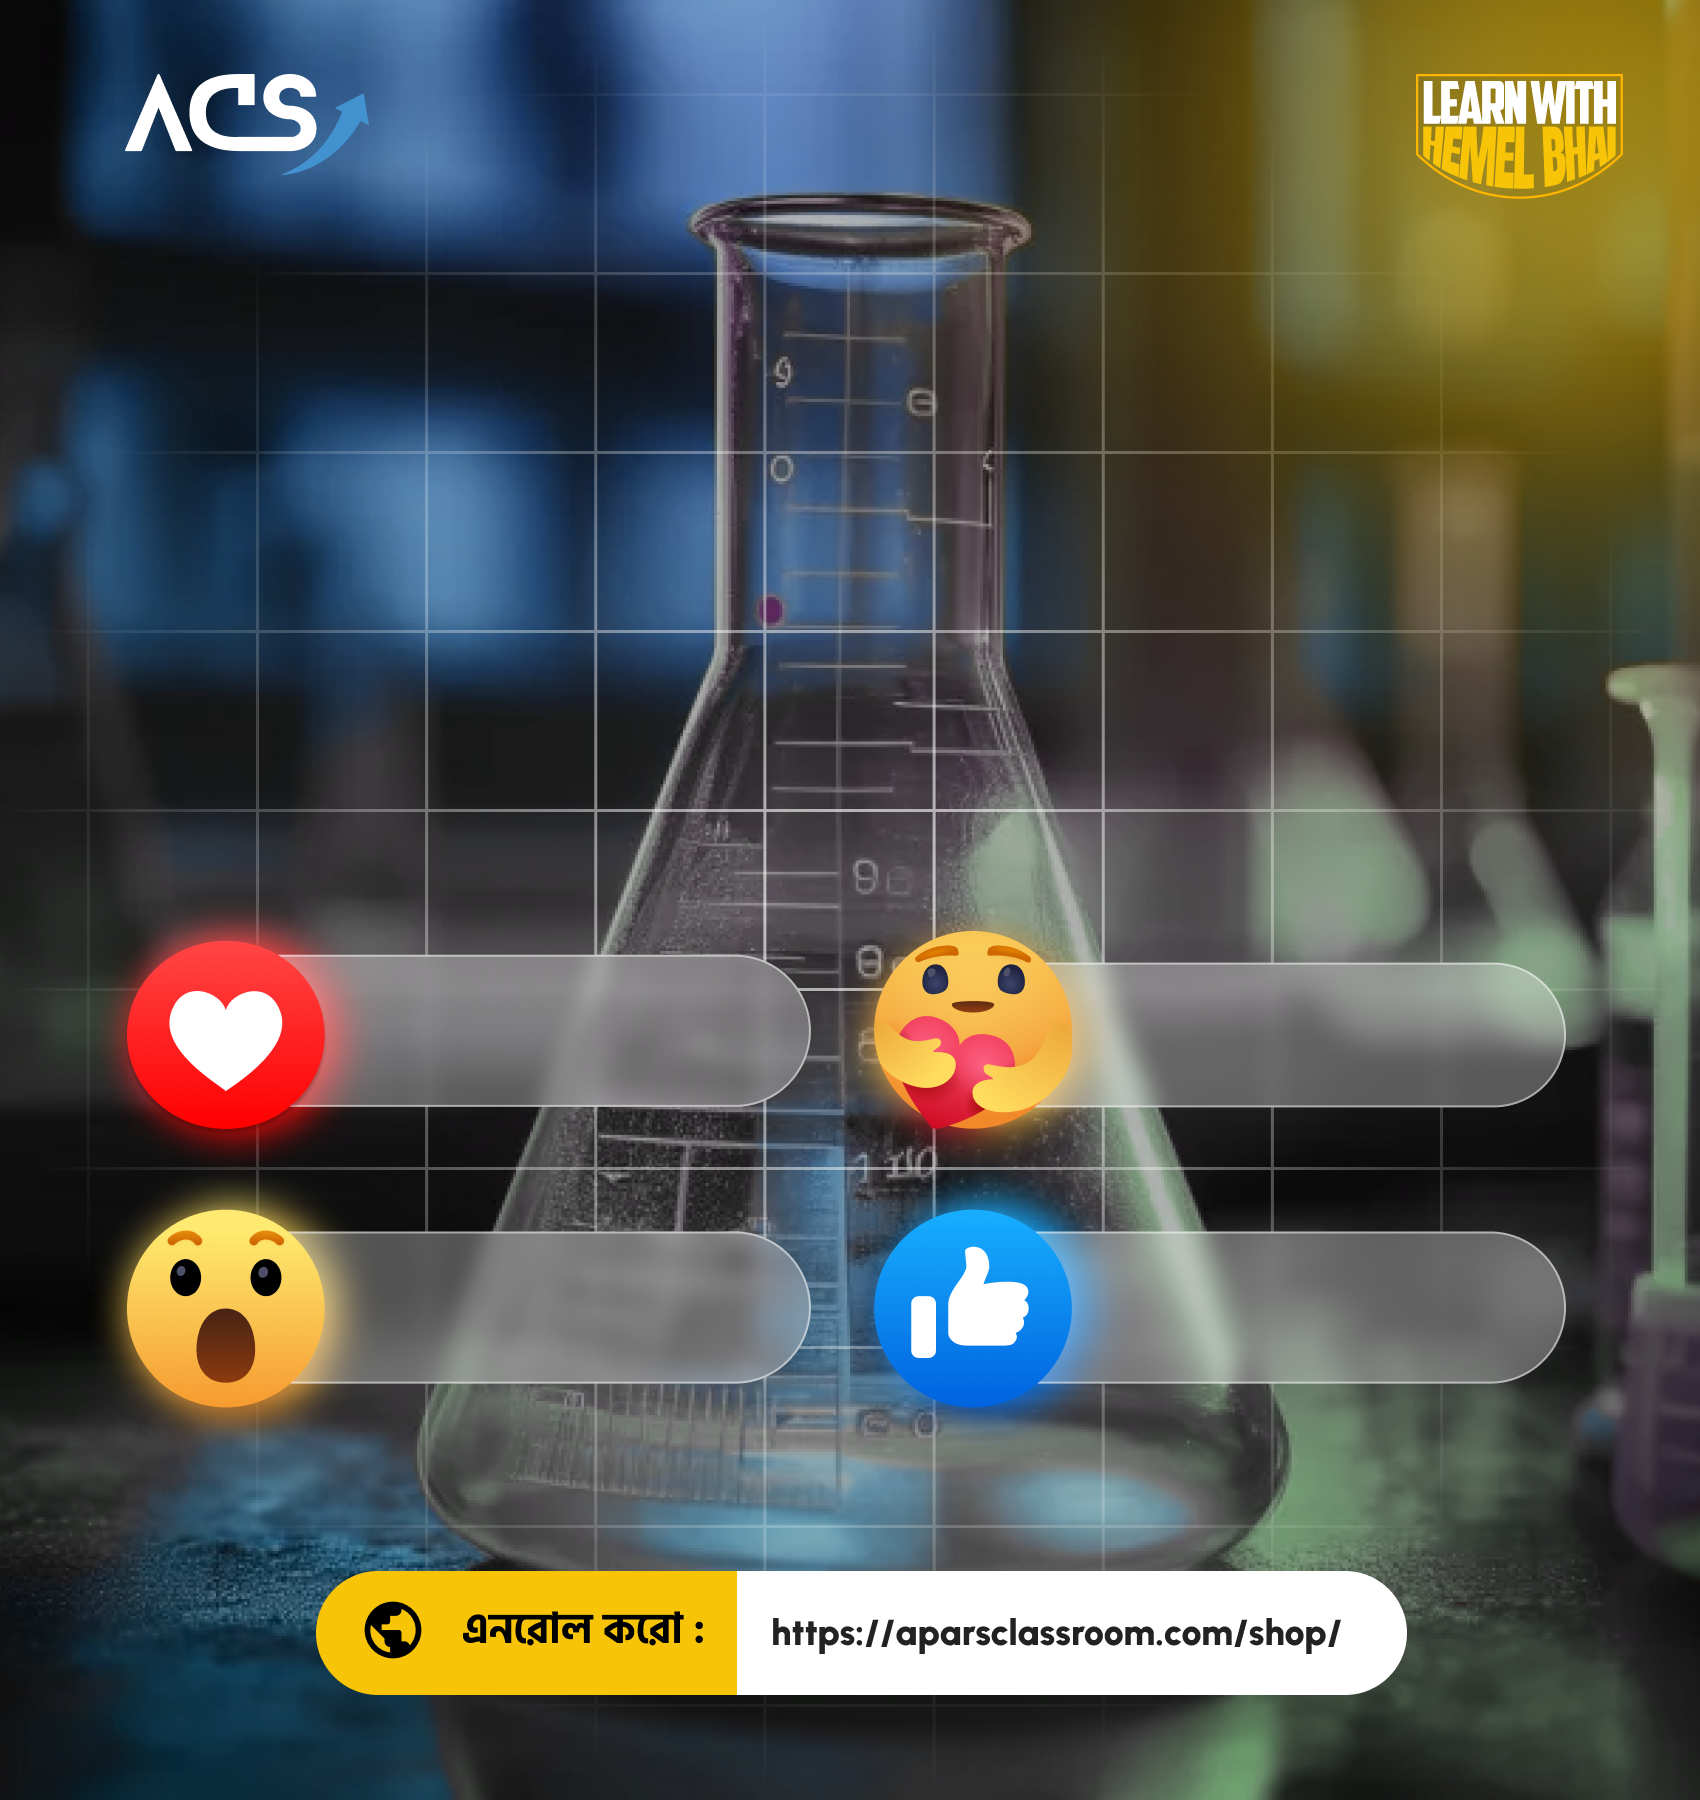 ACS
LEARN WITH
HEMEL BHAI
এনরোল করো :
https://aparsclassroom.com/shop/